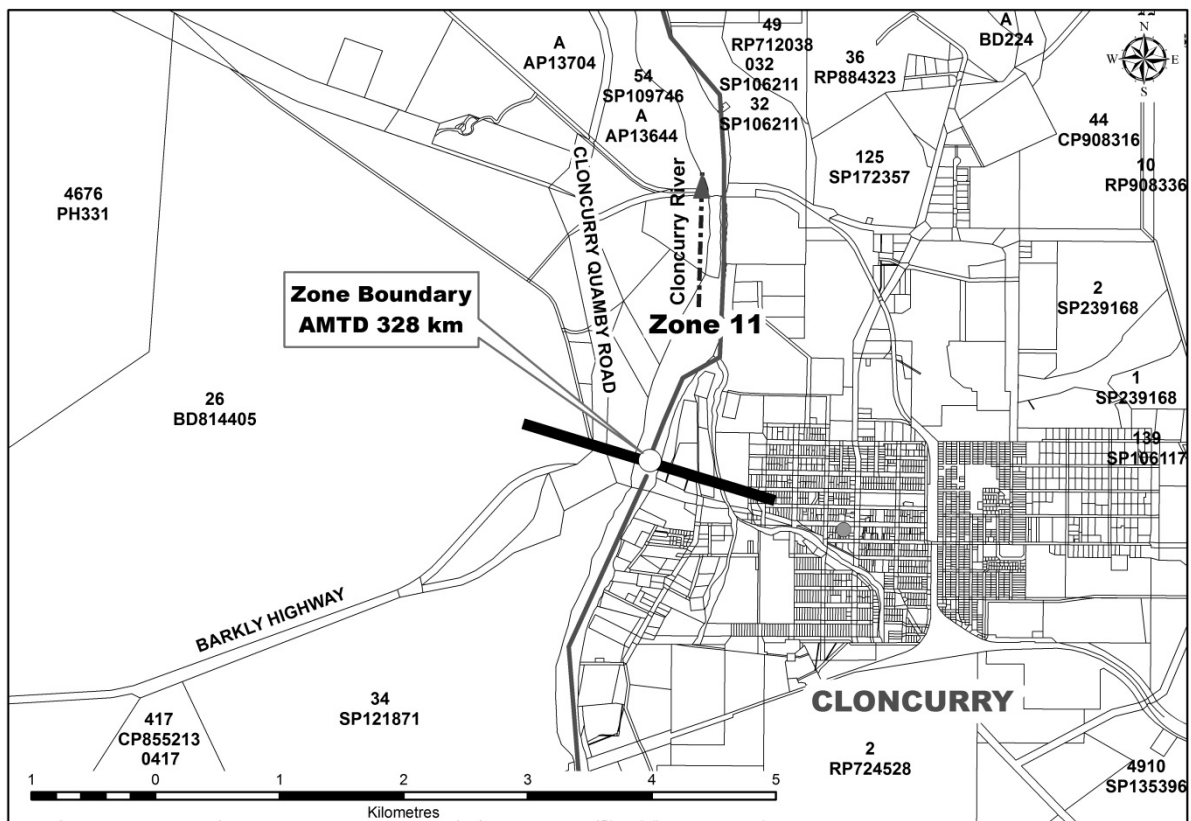 A
AP13704
54
SP109746
A
AP13644
49
RP712038
032
SP106211
32
SP106211
36
RP884323
A
BD224
N
W
E
S
44
CP908316
10
RP908336
125
SP172357
4676
PH331
CLONCURRY QUAMBY ROAD
Cloncurry River
Zone Boundary
AMTD 328 km
Zone 11
2
SP239168
1
SP239168
139
SP106117
26
BD814405
BARKLY HIGHWAY
34
SP121871
417
CP855213
0417
CLONCURRY
2
RP724528
4910
SP135396
1 0 1 2 3 4 5
Kilometres